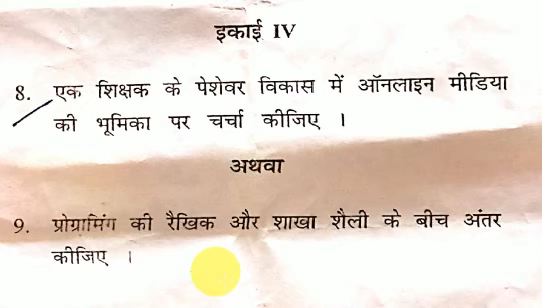 इकाई IV
8. एक शिक्षक के पेशेवर विकास में ऑनलाइन मीडिया
की भूमिका पर चर्चा कीजिए ।
अथवा
9. प्रोग्रामिंग की रैखिक और शाखा शैली के बीच अंतर
कीजिए ।